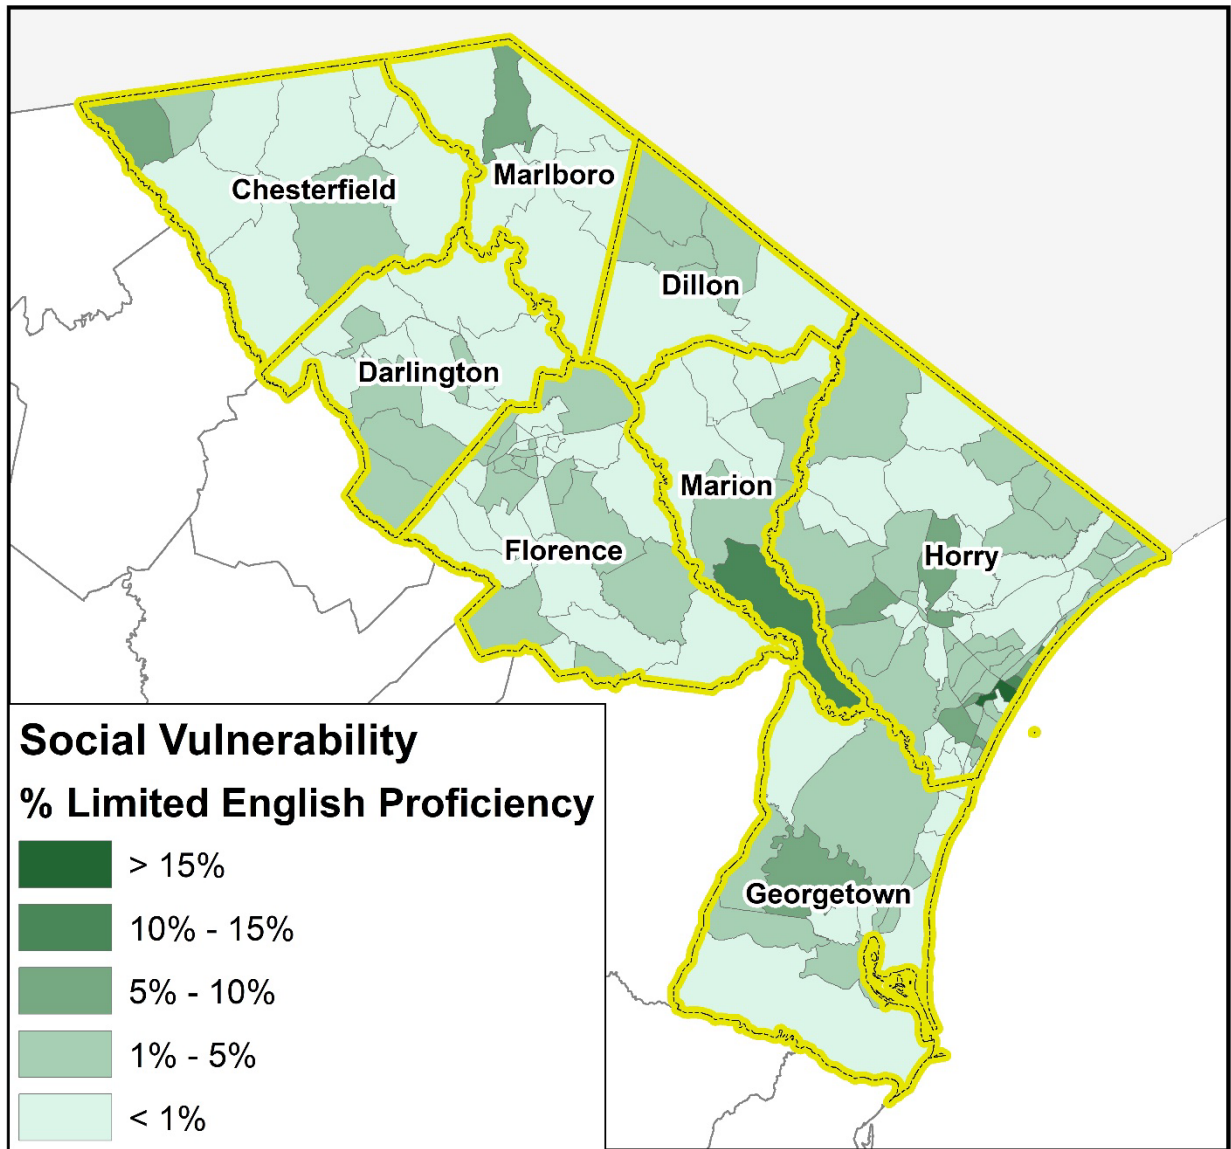 Chesterfield
Marlboro
Dillon
Darlington
Marion
Florence
Horry
Georgetown
Social Vulnerability
% Limited English Proficiency
> 15%
10% - 15%
5% - 10%
1% - 5%
< 1%